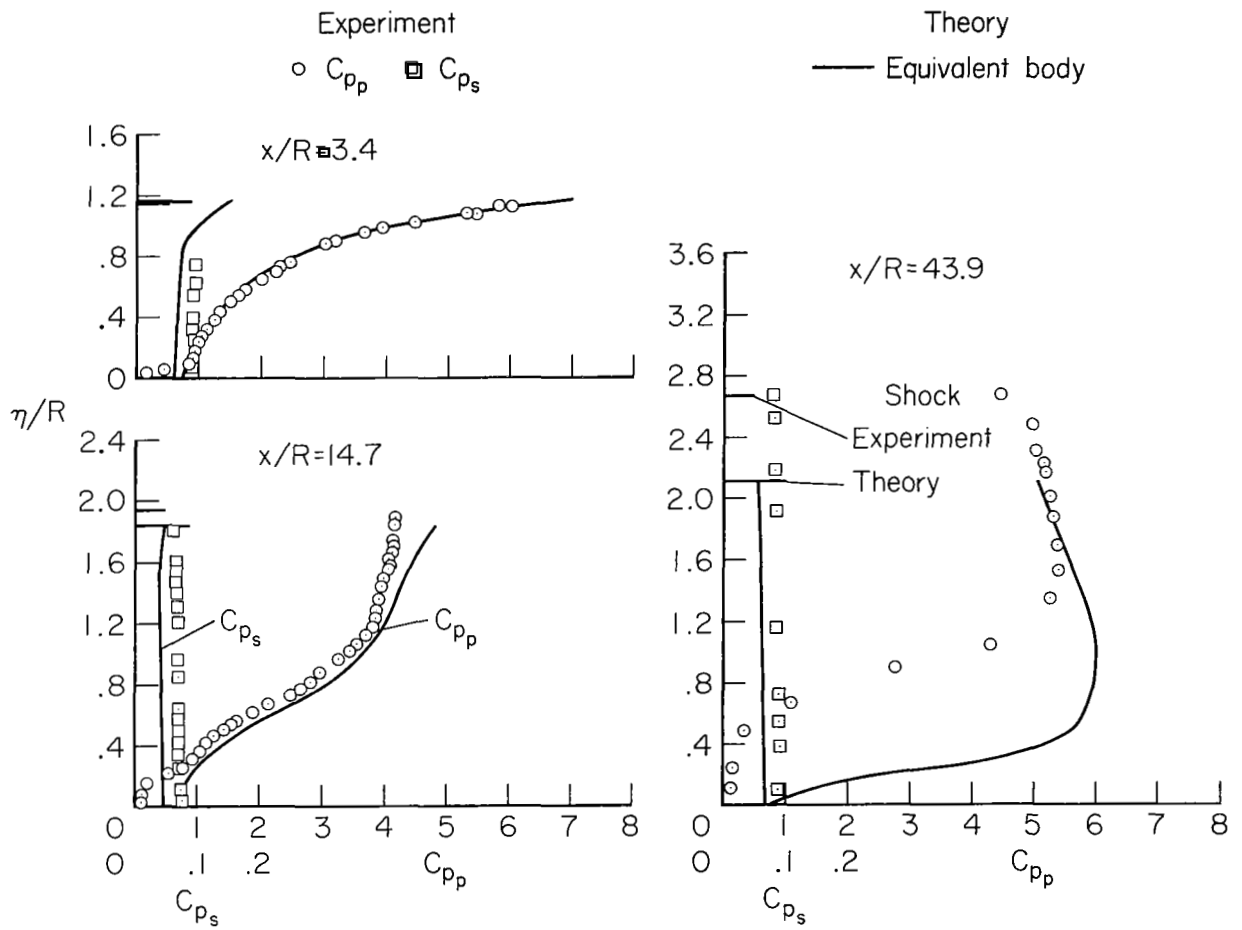 Experiment
○ Cpp □ Cps
Theory
Equivalent body
x/R=3.4
1.6
1.2
.8
.4
0
η/R
x/R=14.7
2.4
2.0
1.6
1.2
.8
.4
Cps
Cpp
0 1 2 3 4 5 6 7 8
0 .1 .2
Cpp
Cps
x/R=43.9
3.6
3.2
2.8
2.4
2.0
1.6
1.2
.8
.4
Shock
Experiment
Theory
0 1 2 3 4 5 6 7 8
0 .1 .2
Cpp
Cps